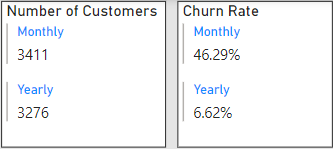 Number of Customers
Monthly
3411
Yearly
3276
Churn Rate
Monthly
46.29%
Yearly
6.62%